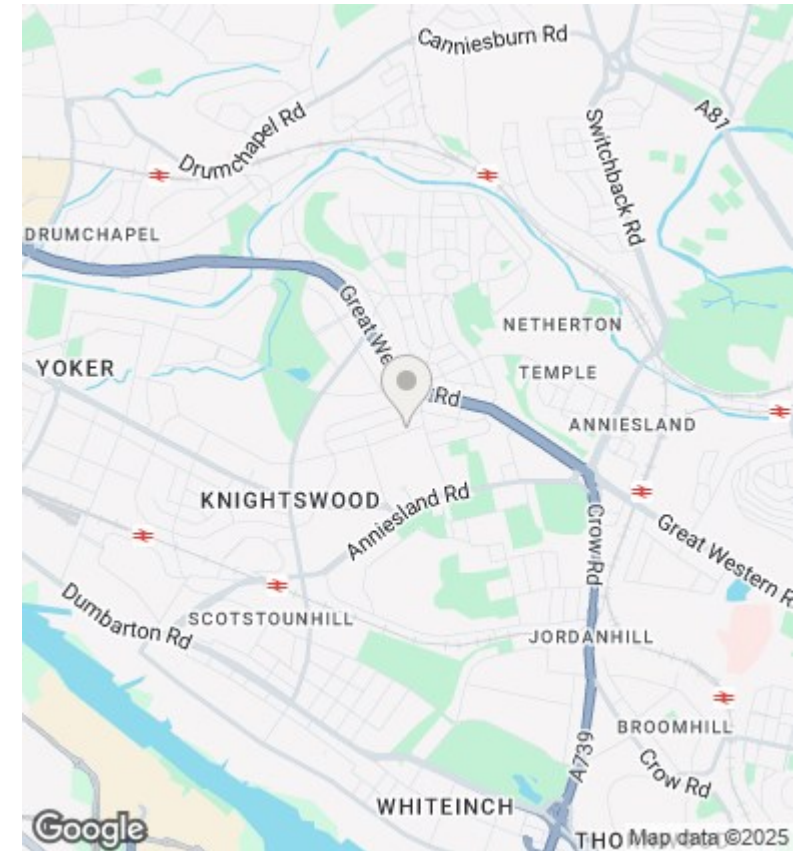 Canniesburn Rd
A81
Drumchapel Rd
Switchback Rd
DRUMCHAPEL
Great We
Rd
NETHERTON
YOKER
TEMPLE
ANNIESLAND
KNIGHTSWOOD
Anniesland Rd
Crow Rd
Great Western R
Dumbarton Rd
SCOTSTOUNHILL
JORDANHILL
BROOMHILL
A739
Crow Rd
WHITEINCH
THO
Google
Map data ©2025